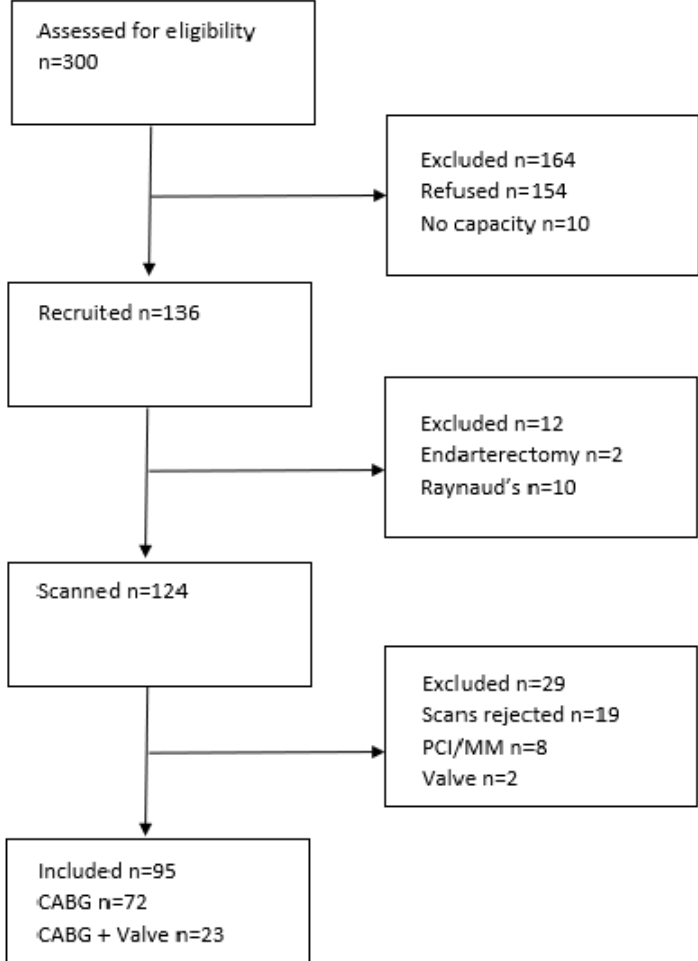 Assessed for eligibility
n=300
Excluded n=164
Refused n=154
No capacity n=10
Recruited n=136
Excluded n=12
Endarterectomy n=2
Raynaud's n=10
Scanned n=124
Excluded n=29
Scans rejected n=19
PCI/MM n=8
Valve n=2
Included n=95
CABG n=72
CABG + Valve n=23